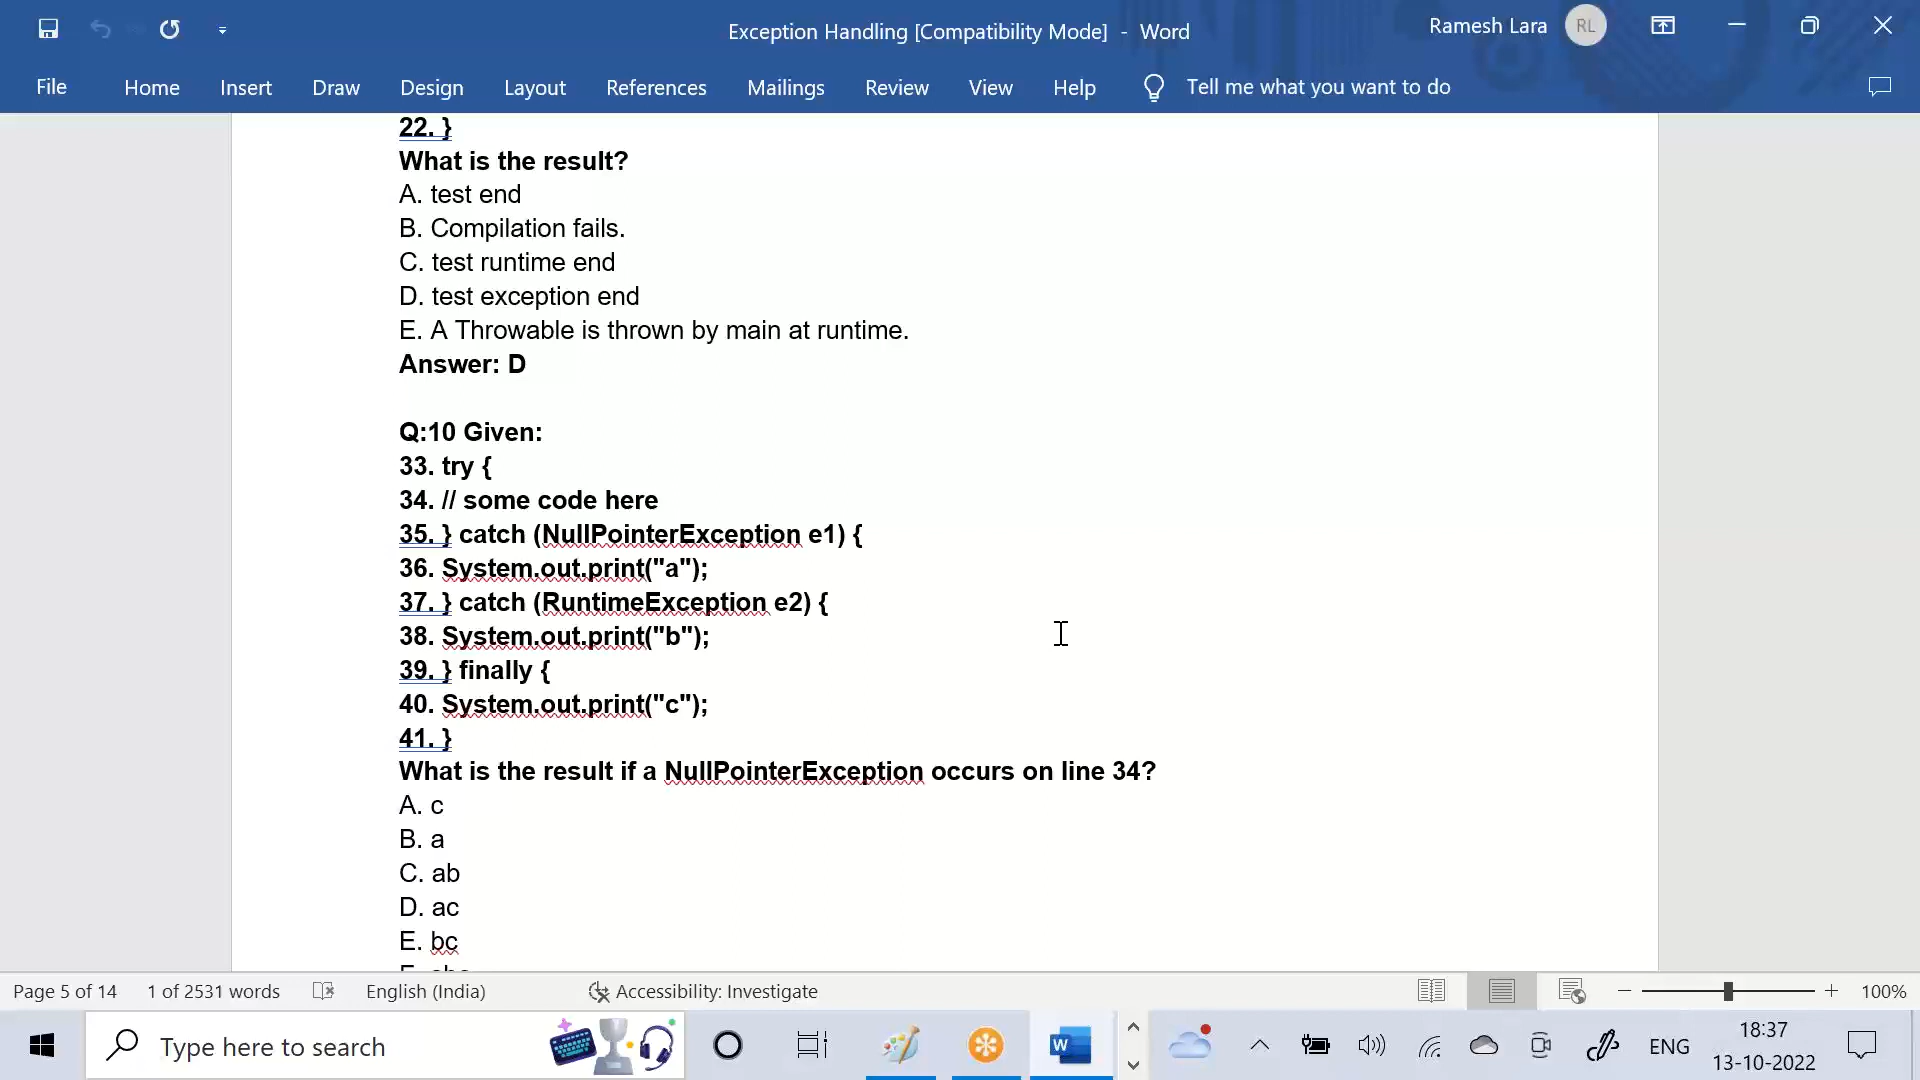 Exception Handling [Compatibility Mode] - Word
Ramesh Lara RL
File Home Insert Draw Design Layout References Mailings Review View Help Tell me what you want to do
22. }
What is the result?
A. test end
B. Compilation fails.
C. test runtime end
D. test exception end
E. A Throwable is thrown by main at runtime.
Answer: D
Q:10 Given:
33. try {
34. // some code here
35. } catch (NullPointerException e1) {
36. System.out.print("a");
37. } catch (RuntimeException e2) {
38. System.out.print("b");
39. } finally {
40. System.out.print("c");
41. }
What is the result if a NullPointerException occurs on line 34?
A. c
B. a
C. ab
D. ac
E. bc
Page 5 of 14 1 of 2531 words English (India) Accessibility: Investigate 100%
Type here to search
W
ENG
18:37
13-10-2022